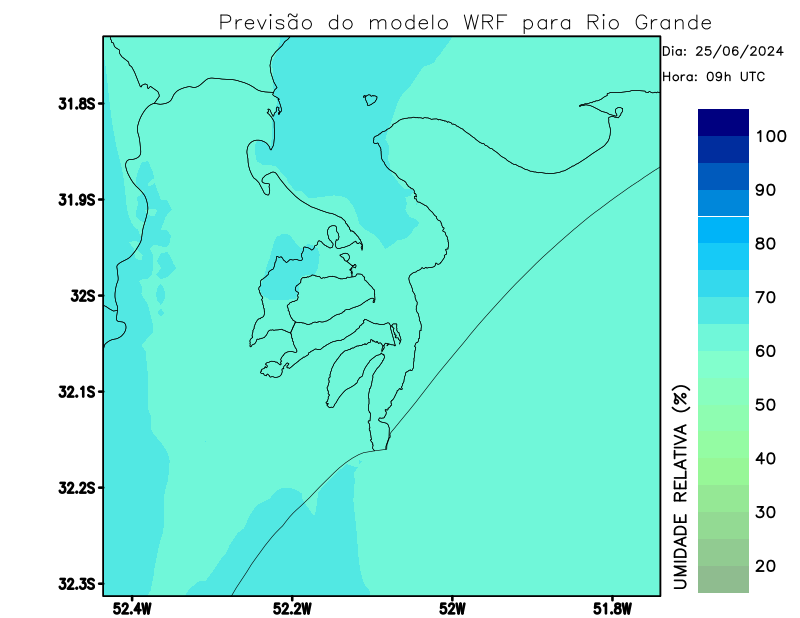 Previsão do modelo WRF para Rio Grande
Dia: 25/06/2024
Hora: 09h UTC
31.8S
31.9S
32S
32.1S
32.2S
32.3S
52.4W
52.2W
52W
51.8W
100
90
80
70
60
50
40
30
20
UMIDADE RELATIVA (%)